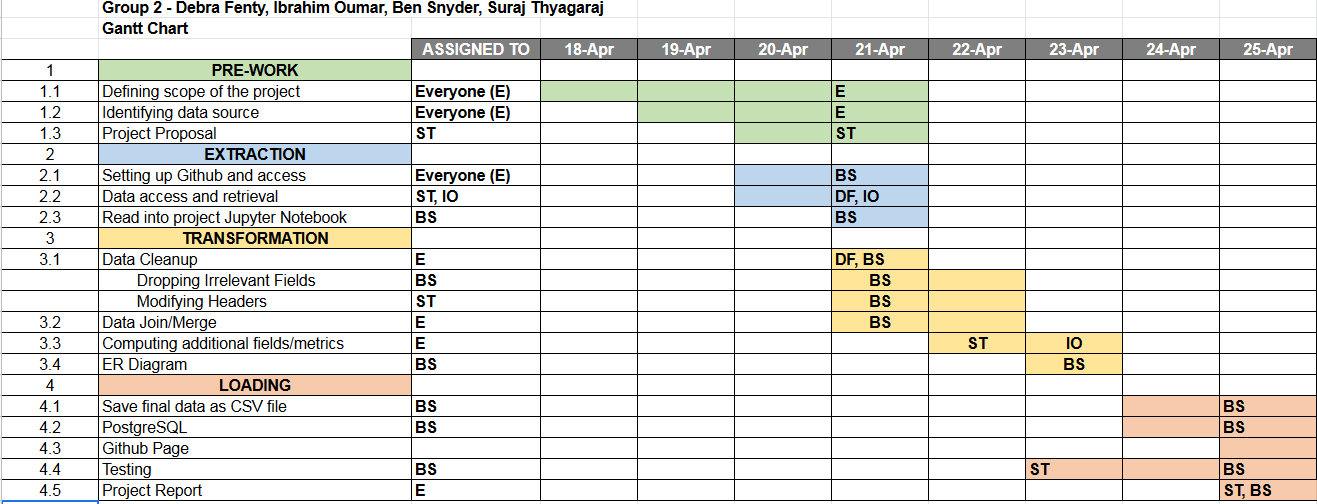 Group 2 - Debra Fenty, Ibrahim Oumar, Ben Snyder, Suraj Thyagaraj
Gantt Chart
ASSIGNED TO 18-Apr 19-Apr 20-Apr 21-Apr 22-Apr 23-Apr 24-Apr 25-Apr
1 PRE-WORK
1.1 Defining scope of the project Everyone (E) E
1.2 Identifying data source Everyone (E) E
1.3 Project Proposal ST ST
2 EXTRACTION
2.1 Setting up Github and access Everyone (E) BS
2.2 Data access and retrieval ST, IO DF, IO
2.3 Read into project Jupyter Notebook BS BS
3 TRANSFORMATION
3.1 Data Cleanup E DF, BS
Dropping Irrelevant Fields BS BS
Modifying Headers ST BS
3.2 Data Join/Merge E BS
3.3 Computing additional fields/metrics E ST IO
3.4 ER Diagram BS BS
4 LOADING
4.1 Save final data as CSV file BS BS
4.2 PostgreSQL BS BS
4.3 Github Page
4.4 Testing BS ST BS
4.5 Project Report E ST, BS